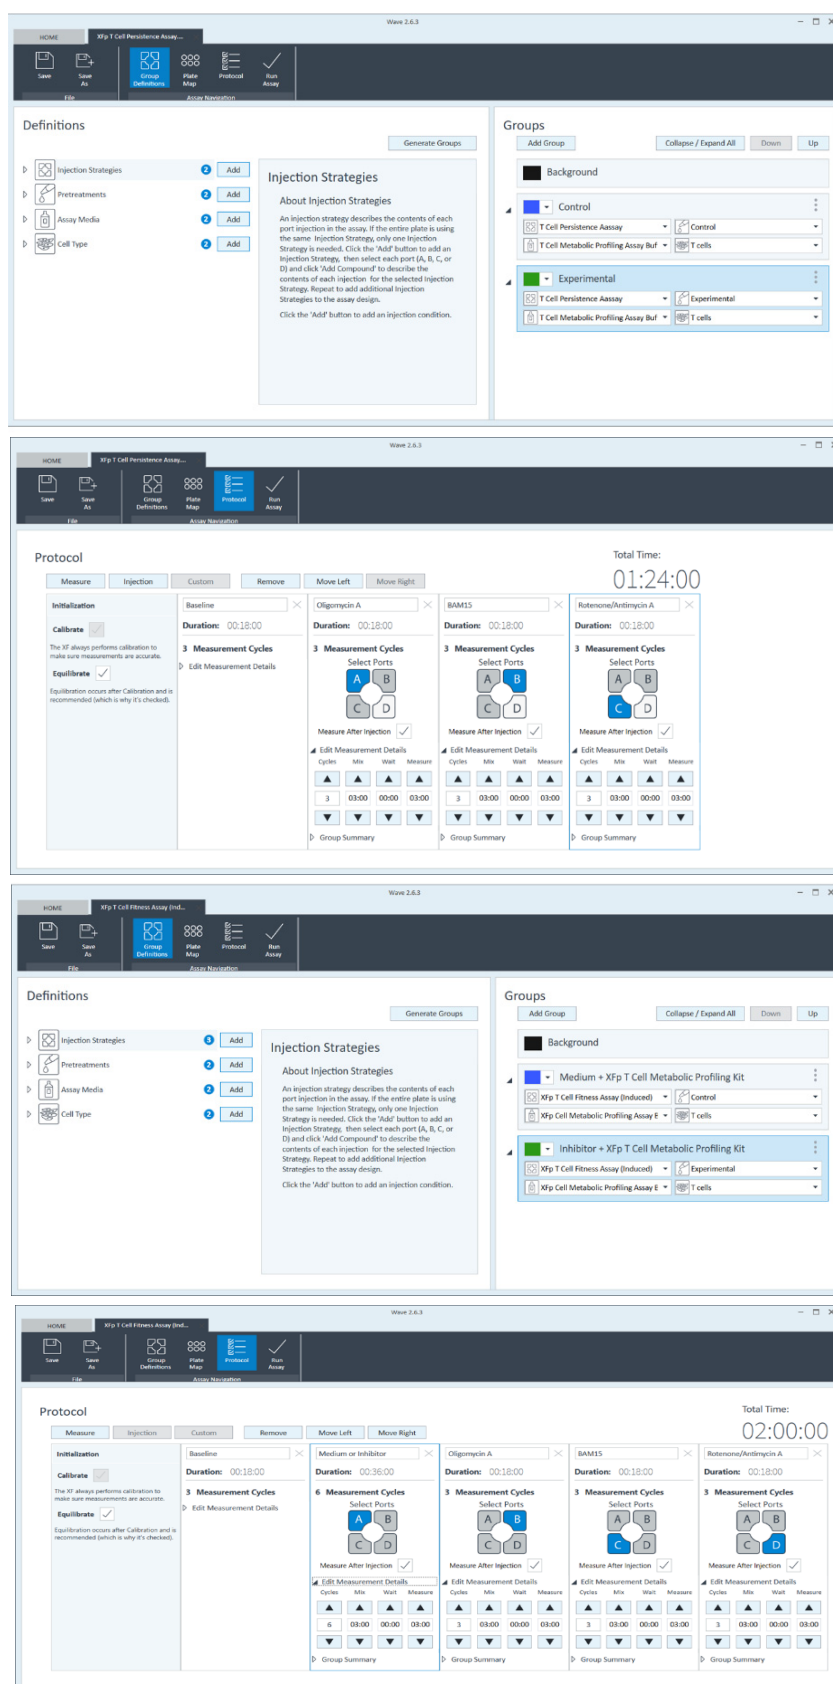 Wave 2.6.3
HOME
XFp T Cell Persistence Assay....
Save
Save As
Group Definitions
Plate Map
Protocol
Run Assay
File
Assay Navigation
Definitions
Generate Groups
Injection Strategies 2 Add
Pretreatments 2 Add
Assay Media 2 Add
Cell Type 2 Add
Injection Strategies
About Injection Strategies
An injection strategy describes the contents of each
port injection in the assay. If the entire plate is using
the same Injection Strategy, only one Injection
Strategy is needed. Click the 'Add' button to add an
Injection Strategy, then select each port (A, B, C, or
D) and click 'Add Compound' to describe the
contents of each injection for the selected Injection
Strategy. Repeat to add additional Injection
Strategies to the assay design.
Click the 'Add' button to add an injection condition.
Groups
Add Group
Collapse / Expand All
Down
Up
Background
Control
T Cell Persistence Aassay
Control
T Cell Metabolic Profiling Assay Buf
T cells
Experimental
T Cell Persistence Aassay
Experimental
T Cell Metabolic Profiling Assay Buf
T cells
Wave 2.6.3
HOME
XFp T Cell Persistence Assay....
Save
Save As
Group Definitions
Plate Map
Protocol
Run Assay
File
Assay Navigation
Protocol
Total Time:
01:24:00
Measure
Injection
Custom
Remove
Move Left
Move Right
Initialization
Calibrate
The XF always performs calibration to
make sure measurements are accurate.
Equilibrate
Equilibration occurs after Calibration and is
recommended (which is why it's checked).
Baseline
Duration: 00:18:00
3 Measurement Cycles
Edit Measurement Details
Oligomycin A
Duration: 00:18:00
3 Measurement Cycles
Select Ports
A B
C D
Measure After Injection
Edit Measurement Details
Cycles Mix Wait Measure
3 03:00 00:00 03:00
Group Summary
BAM15
Duration: 00:18:00
3 Measurement Cycles
Select Ports
A B
C D
Measure After Injection
Edit Measurement Details
Cycles Mix Wait Measure
3 03:00 00:00 03:00
Group Summary
Rotenone/Antimycin A
Duration: 00:18:00
3 Measurement Cycles
Select Ports
A B
C D
Measure After Injection
Edit Measurement Details
Cycles Mix Wait Measure
3 03:00 00:00 03:00
Group Summary
Wave 2.6.3
HOME
XFp T Cell Fitness Assay (Ind...
Save
Save As
Group Definitions
Plate Map
Protocol
Run Assay
File
Assay Navigation
Definitions
Generate Groups
Injection Strategies 3 Add
Pretreatments 2 Add
Assay Media 2 Add
Cell Type 2 Add
Injection Strategies
About Injection Strategies
An injection strategy describes the contents of each
port injection in the assay. If the entire plate is using
the same Injection Strategy, only one Injection
Strategy is needed. Click the 'Add' button to add an
Injection Strategy, then select each port (A, B, C, or
D) and click 'Add Compound' to describe the
contents of each injection for the selected Injection
Strategy. Repeat to add additional Injection
Strategies to the assay design.
Click the 'Add' button to add an injection condition.
Groups
Add Group
Collapse / Expand All
Down
Up
Background
Medium + XFp T Cell Metabolic Profiling Kit
XFp T Cell Fitness Assay (Induced)
Control
XFp Cell Metabolic Profiling Assay E
T cells
Inhibitor + XFp T Cell Metabolic Profiling Kit
XFp T Cell Fitness Assay (Induced)
Experimental
XFp Cell Metabolic Profiling Assay E
T cells
Wave 2.6.3
HOME
XFp T Cell Fitness Assay (Ind...
Save
Save As
Group Definitions
Plate Map
Protocol
Run Assay
File
Assay Navigation
Protocol
Total Time:
02:00:00
Measure
Injection
Custom
Remove
Move Left
Move Right
Initialization
Calibrate
The XF always performs calibration to
make sure measurements are accurate.
Equilibrate
Equilibration occurs after Calibration and is
recommended (which is why it's checked).
Baseline
Duration: 00:18:00
3 Measurement Cycles
Edit Measurement Details
Medium or Inhibitor
Duration: 00:36:00
6 Measurement Cycles
Select Ports
A B
C D
Measure After Injection
Edit Measurement Details
Cycles Mix Wait Measure
6 03:00 00:00 03:00
Group Summary
Oligomycin A
Duration: 00:18:00
3 Measurement Cycles
Select Ports
A B
C D
Measure After Injection
Edit Measurement Details
Cycles Mix Wait Measure
3 03:00 00:00 03:00
Group Summary
BAM15
Duration: 00:18:00
3 Measurement Cycles
Select Ports
A B
C D
Measure After Injection
Edit Measurement Details
Cycles Mix Wait Measure
3 03:00 00:00 03:00
Group Summary
Rotenone/Antimycin A
Duration: 00:18:00
3 Measurement Cycles
Select Ports
A B
C D
Measure After Injection
Edit Measurement Details
Cycles Mix Wait Measure
3 03:00 00:00 03:00
Group Summary